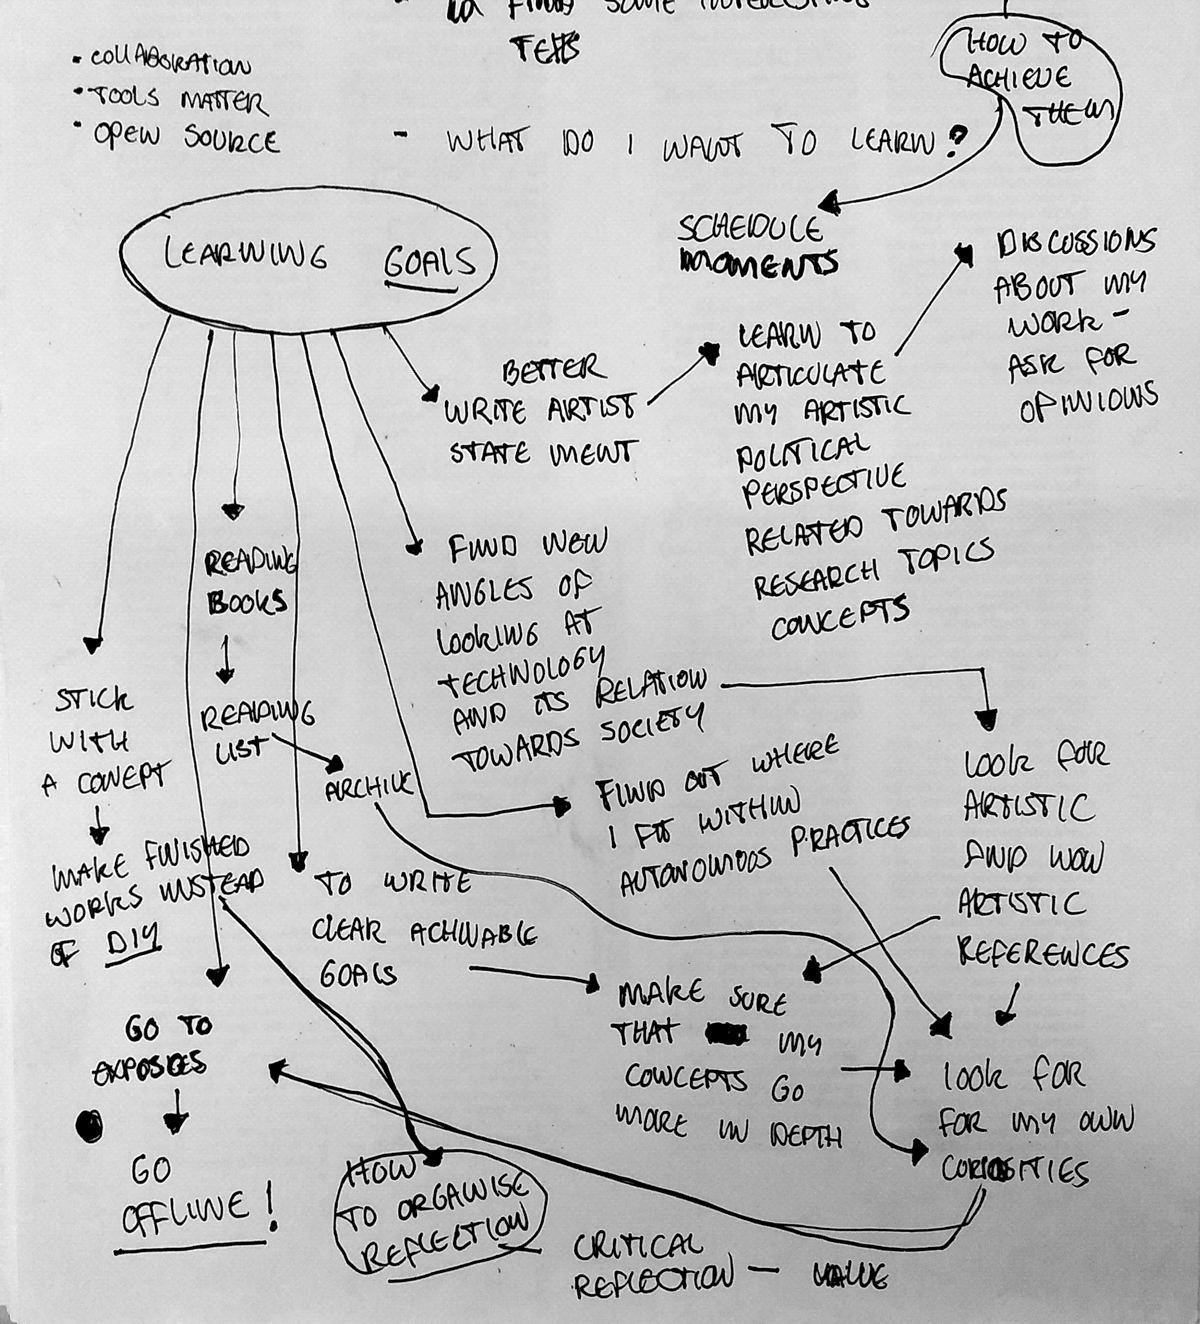 FIND SOME INTERESTING
TEXTS
• COLLABORATION
• TOOLS MATTER
• OPEN SOURCE
- WHAT DO I WANT TO LEARN?
HOW TO
ACHIEVE
THEM
SCHEDULE
MOMENTS
LEARNING GOALS
DISCUSSIONS
ABOUT MY
WORK -
ASK FOR
OPINIONS
BETTER
WRITE ARTIST
STATE MENT
LEARN TO
ARTICULATE
MY ARTISTIC
POLITICAL
PERSPECTIVE
RELATED TOWARDS
RESEARCH TOPICS
CONCEPTS
READING
BOOKS
READING
LIST
ARCHIVE
FIND NEW
ANGLES OF
LOOKING AT
TECHNOLOGY
AND ITS RELATION
TOWARDS SOCIETY
STICK
WITH
A CONEPT
MAKE FINISHED
WORKS INSTEAD
OF DIY
FIND OUT WHERE
I FIT WITHIN
AUTONOMOOS PRACTICES
LOOK FOR
ARTISTIC
AND NON
ARTISTIC
REFERENCES
TO WRITE
CLEAR ACHIVABLE
GOALS
MAKE SURE
THAT MY
CONCEPTS GO
MORE IN DEPTH
LOOK FOR
FOR MY OWN
CURIOSITIES
GO TO
EXPOSIES
GO
OFFLINE!
HOW
TO ORGANISE
REFLECTION
CRITICAL
REFLECTION — VALUE